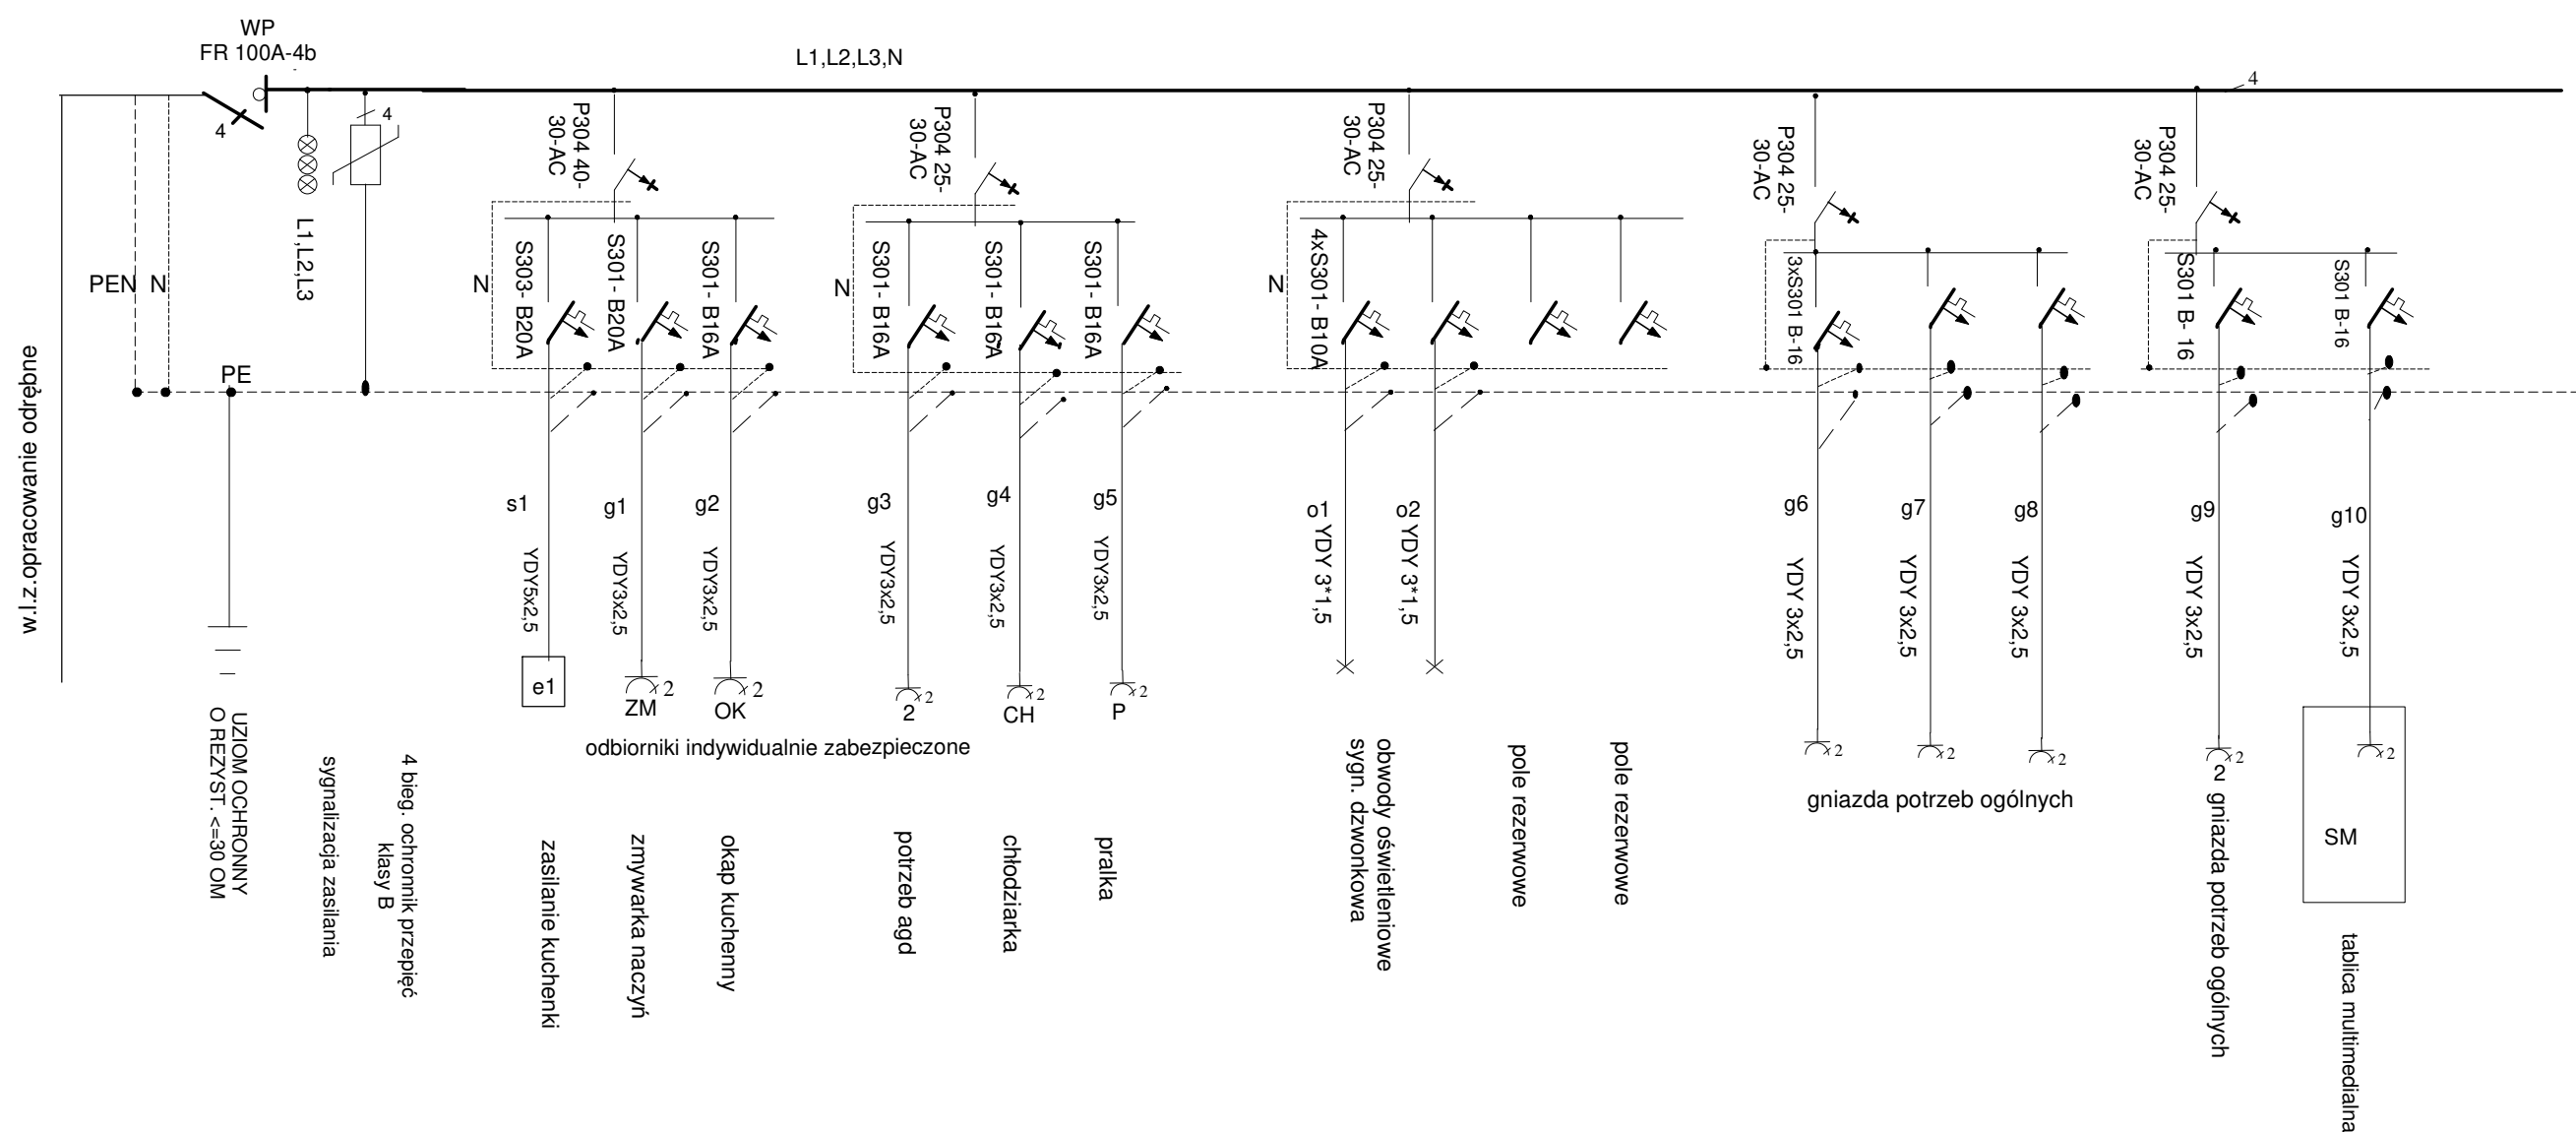 WP
FR 100A-4b
L1,L2,L3,N
4
4
4
P304 40-
30-AC
P304 25-
30-AC
P304 25-
30-AC
P304 25-
30-AC
P304 25-
30-AC
PEN
N
L1,L2,L3
N
S303- B20A
S301- B20A
S301- B16A
N
S301- B16A
S301- B16A
S301- B16A
N
4xS301- B10A
3xS301 B-16
S301 B- 16
S301 B-16
PE
w.l.z.opracowanie odrębne
s1
g1
g2
g3
g4
g5
o1
o2
g6
g7
g8
g9
g10
YDY5x2,5
YDY3x2,5
YDY3x2,5
YDY3x2,5
YDY3x2,5
YDY3x2,5
YDY 3*1,5
YDY 3*1,5
YDY 3x2,5
YDY 3x2,5
YDY 3x2,5
YDY 3x2,5
YDY 3x2,5
e1
2
ZM
2
OK
2
2
2
CH
2
P
2
2
2
2
2
2
odbiorniki indywidualnie zabezpieczone
gniazda potrzeb ogólnych
SM
UZIOM OCHRONNY
O REZYST. <=30 OM
sygnalizacja zasilania
4 bieg. ochronnik przepięć
klasy B
zasilanie kuchenki
zmywarka naczyń
okap kuchenny
potrzeb agd
chłodziarka
pralka
obwody oświetleniowe
sygn. dzwonkowa
pole rezerwowe
pole rezerwowe
gniazda potrzeb ogólnych
tablica multimedialna